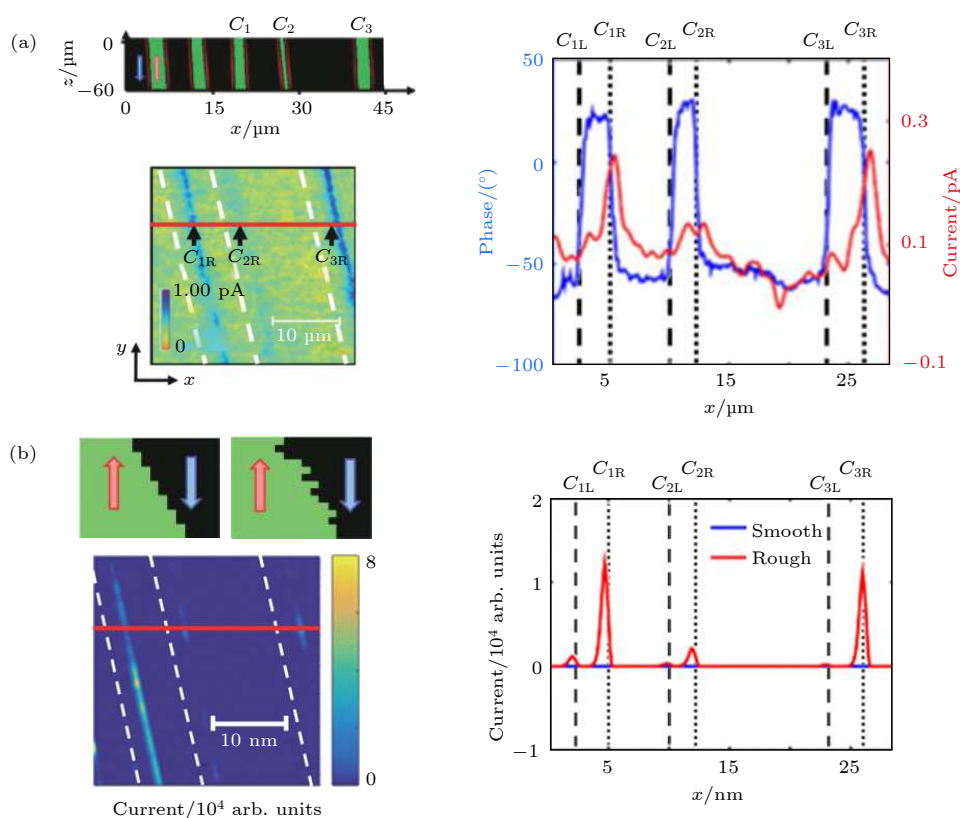 (a)
C1 C2 C3
0
z/μm
−60
0 15 30 45
x/μm
C1R C2R C3R
1.00 pA
0
10 μm
y
x
C1L C1R C2L C2R C3L C3R
50
0
−50
−100
Phase/(°)
0.3
0.1
−0.1
Current/pA
5 15 25
x/μm
(b)
8
0
10 nm
Current/10⁴ arb. units
C1L C1R C2L C2R C3L C3R
2
1
0
−1
Current/10⁴ arb. units
Smooth
Rough
5 15 25
x/nm